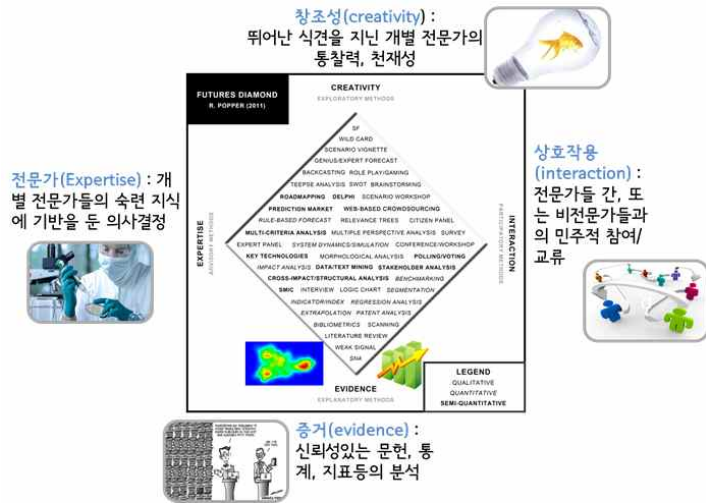 창조성(creativity) :
뛰어난 식견을 지닌 개별 전문가의
통찰력, 천재성
FUTURES DIAMOND
R. POPPER (2011)
CREATIVITY
EXPLORATORY METHODS
SF
WILD CARD
SCENARIO VIGNETTE
GENIUS/EXPERT FORECAST
BACKCASTING ROLE PLAY/GAMING
TEEPSE ANALYSIS SWOT BRAINSTORMING
ROADMAPPING DELPHI SCENARIO WORKSHOP
PREDICTION MARKET WEB-BASED CROWDSOURCING
RULE-BASED FORECAST RELEVANCE TREES CITIZEN PANEL
MULTI-CRITERIA ANALYSIS MULTIPLE PERSPECTIVE ANALYSIS SURVEY
EXPERT PANEL SYSTEM DYNAMICS/SIMULATION CONFERENCE/WORKSHOP
KEY TECHNOLOGIES MORPHOLOGICAL ANALYSIS POLLING/VOTING
IMPACT ANALYSIS DATA/TEXT MINING STAKEHOLDER ANALYSIS
CROSS-IMPACT/STRUCTURAL ANALYSIS BENCHMARKING
SMIC INTERVIEW LOGIC CHART SEGMENTATION
INDICATOR/INDEX REGRESSION ANALYSIS
EXTRAPOLATION PATENT ANALYSIS
BIBLIOMETRICS SCANNING
LITERATURE REVIEW
WEAK SIGNAL
SNA
전문가(Expertise) : 개
별 전문가들의 숙련 지식
에 기반을 둔 의사결정
EXPERTISE
ADVISORY METHODS
INTERACTION
PARTICIPATORY METHODS
상호작용
(interaction) :
전문가들 간, 또
는 비전문가들과
의 민주적 참여/
교류
EVIDENCE
EXPLANATORY METHODS
LEGEND
QUALITATIVE
QUANTITATIVE
SEMI-QUANTITATIVE
증거(evidence) :
신뢰성있는 문헌, 통
계, 지표등의 분석